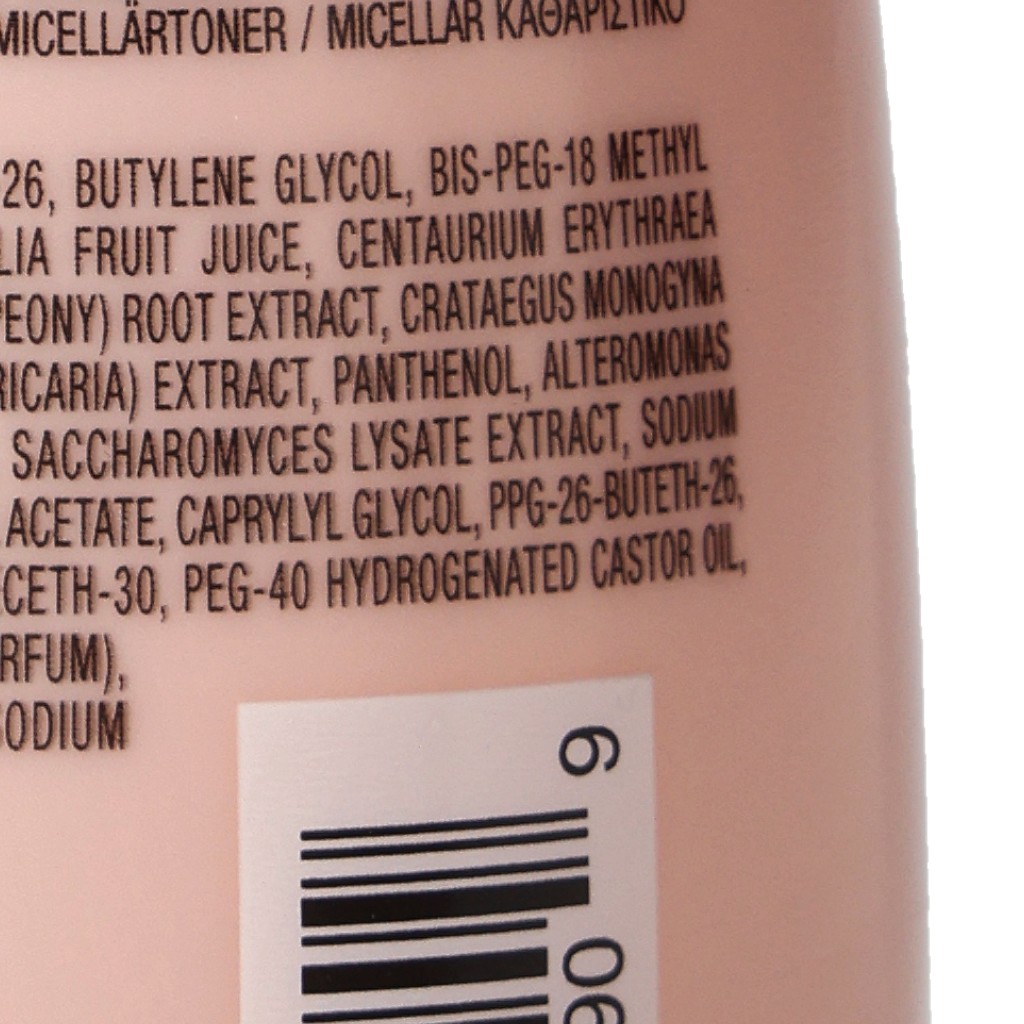 MICELLÄRTONER / MICELLAR ΚΑΘΑΡΙΣΤΙΚΟ
26, BUTYLENE GLYCOL, BIS-PEG-18 METHYL
LIA FRUIT JUICE, CENTAURIUM ERYTHRAEA
PEONY) ROOT EXTRACT, CRATAEGUS MONOGYNA
RICARIA) EXTRACT, PANTHENOL, ALTEROMONAS
SACCHAROMYCES LYSATE EXTRACT, SODIUM
ACETATE, CAPRYLYL GLYCOL, PPG-26-BUTETH-26,
CETH-30, PEG-40 HYDROGENATED CASTOR OIL,
RFUM),
SODIUM
6
06